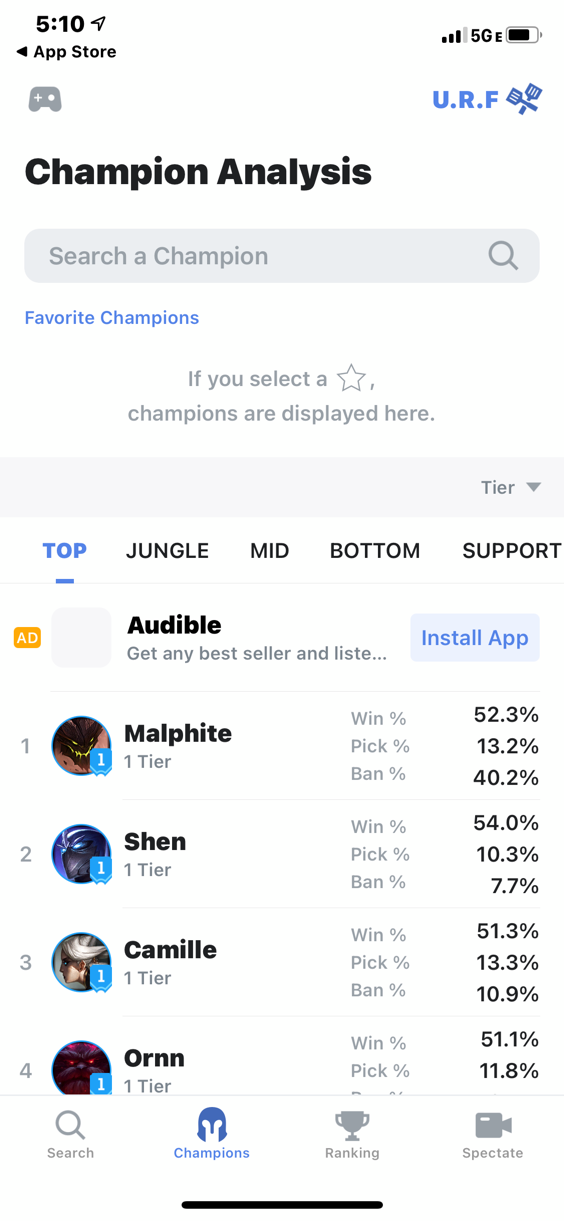 5:10
5G E
◀ App Store
U.R.F
Champion Analysis
Search a Champion
Favorite Champions
If you select a ☆,
champions are displayed here.
Tier ▼
TOP JUNGLE MID BOTTOM SUPPORT
AD
Audible
Get any best seller and liste...
Install App
1
Malphite
1 Tier
1
Win % 52.3%
Pick % 13.2%
Ban % 40.2%
2
Shen
1 Tier
1
Win % 54.0%
Pick % 10.3%
Ban % 7.7%
3
Camille
1 Tier
1
Win % 51.3%
Pick % 13.3%
Ban % 10.9%
4
Ornn
1 Tier
1
Win % 51.1%
Pick % 11.8%
Search Champions Ranking Spectate